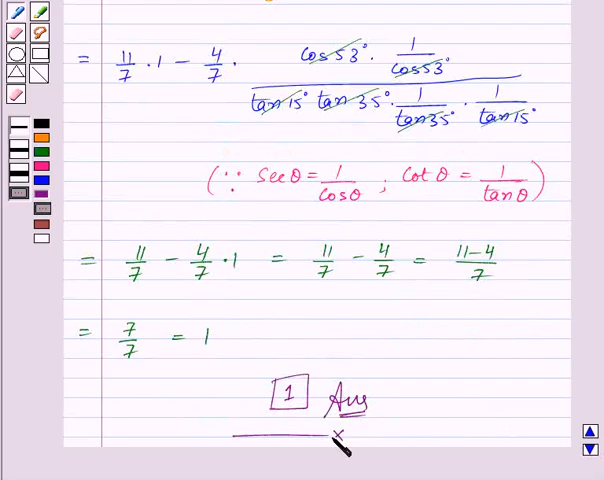 = 11/7 · 1 − 4/7 · (cos 53° · 1/cos 53°) / (tan 15° tan 35° · 1/tan 35° · 1/tan 15°)
(∵ Sec θ = 1/cos θ ; Cot θ = 1/tan θ)
= 11/7 − 4/7 · 1 = 11/7 − 4/7 = 11−4/7
= 7/7 = 1
1 Ans